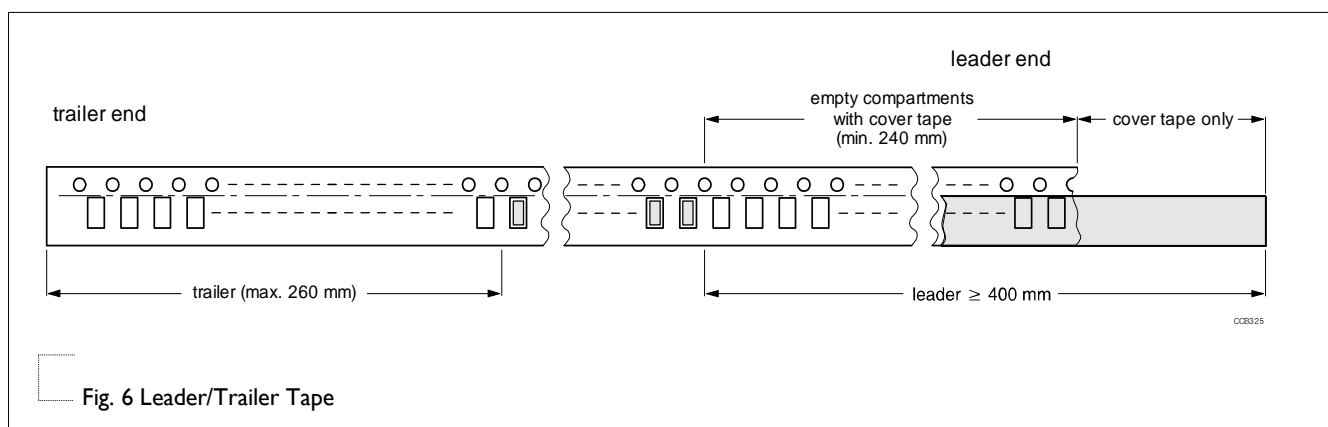 leader end
trailer end
empty compartments
with cover tape
(min. 240 mm)
cover tape only
trailer (max. 260 mm)
leader ≥ 400 mm
CCB325
Fig. 6 Leader/Trailer Tape